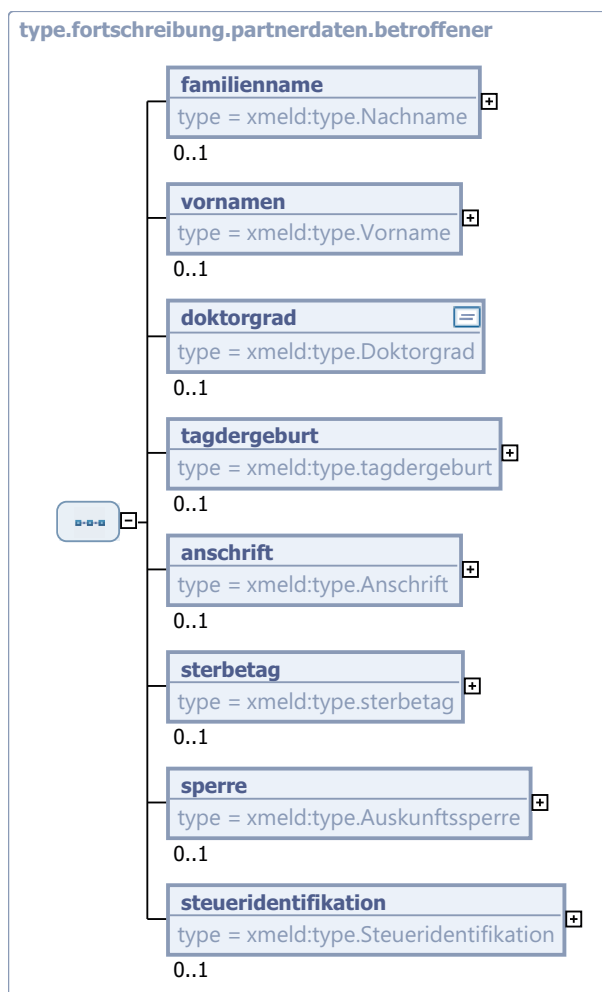 type.fortschreibung.partnerdaten.betroffener
familienname
type = xmeld:type.Nachname
0..1
vornamen
type = xmeld:type.Vorname
0..1
doktorgrad
type = xmeld:type.Doktorgrad
0..1
tagdergeburt
type = xmeld:type.tagdergeburt
0..1
anschrift
type = xmeld:type.Anschrift
0..1
sterbetag
type = xmeld:type.sterbetag
0..1
sperre
type = xmeld:type.Auskunftssperre
0..1
steueridentifikation
type = xmeld:type.Steueridentifikation
0..1